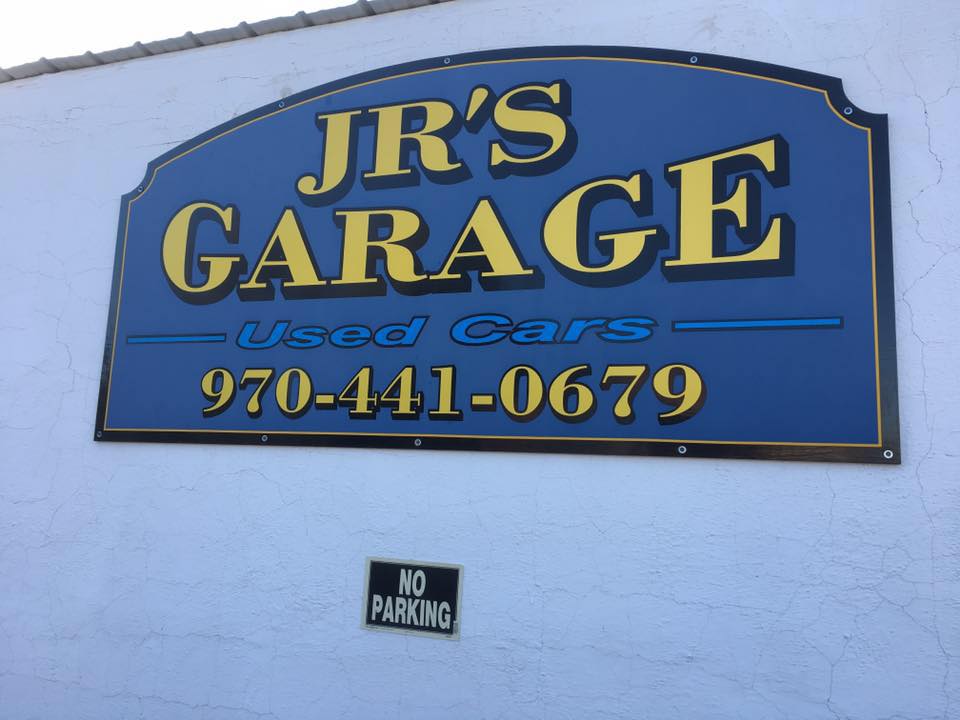 JR'S
GARAGE
Used Cars
970-441-0679
NO
PARKING